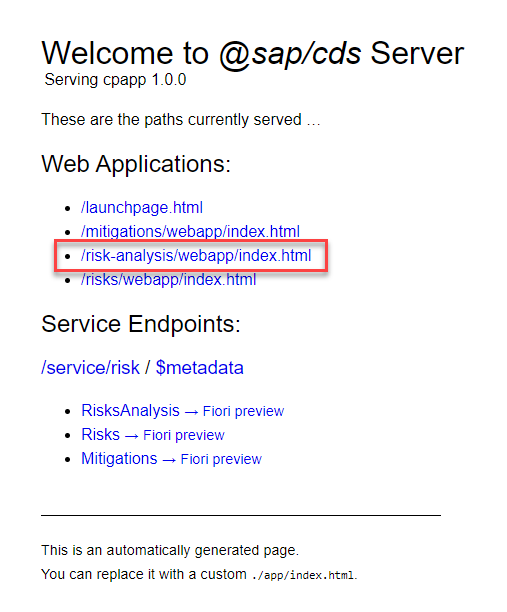 Welcome to @sap/cds Server
Serving cpapp 1.0.0
These are the paths currently served …
Web Applications:
/launchpage.html
/mitigations/webapp/index.html
/risk-analysis/webapp/index.html
/risks/webapp/index.html
Service Endpoints:
/service/risk / $metadata
RisksAnalysis → Fiori preview
Risks → Fiori preview
Mitigations → Fiori preview
This is an automatically generated page.
You can replace it with a custom ./app/index.html.